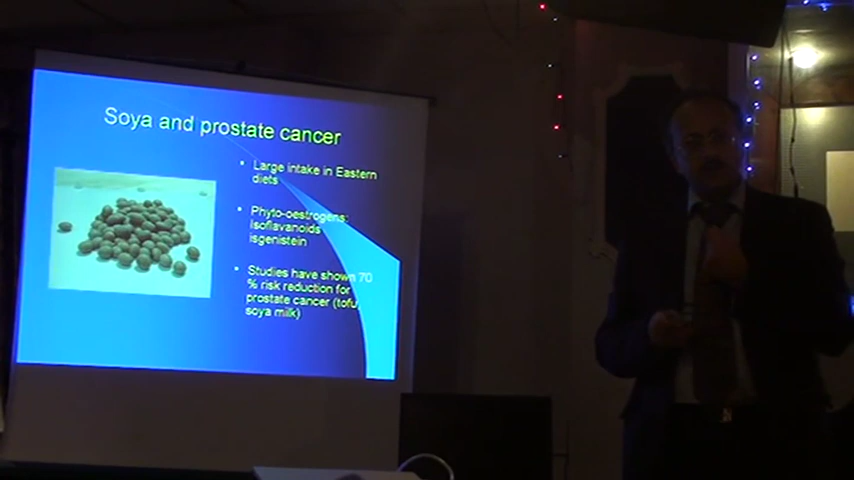 Soya and prostate cancer
Large intake in Eastern
diets
Phyto-oestrogens:
Isoflavanoids
isgenistein
Studies have shown 70
% risk reduction for
prostate cancer (tofu,
soya milk)